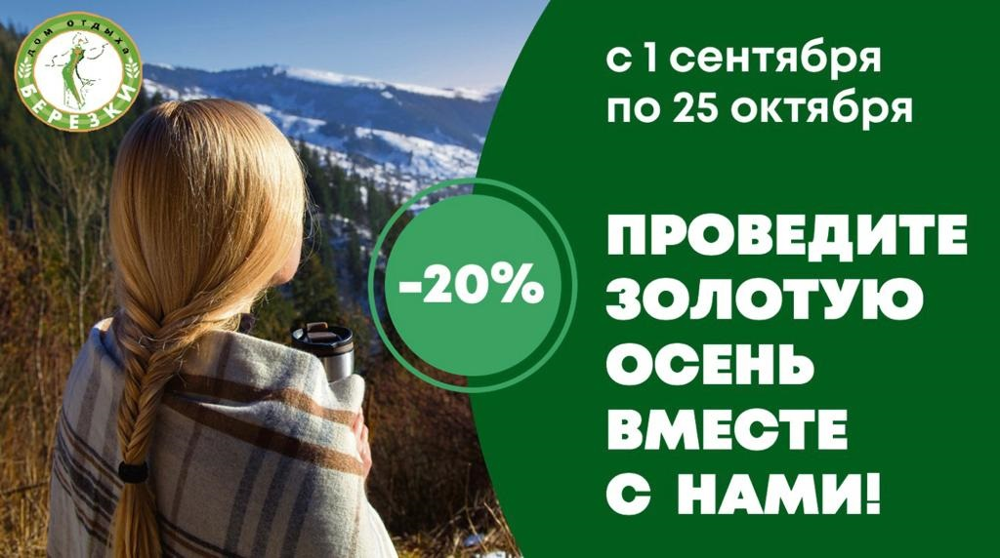 дом отдыха
БЕРЕЗКИ
с 1 сентября
по 25 октября
-20%
ПРОВЕДИТЕ
ЗОЛОТУЮ
ОСЕНЬ
ВМЕСТЕ
С НАМИ!